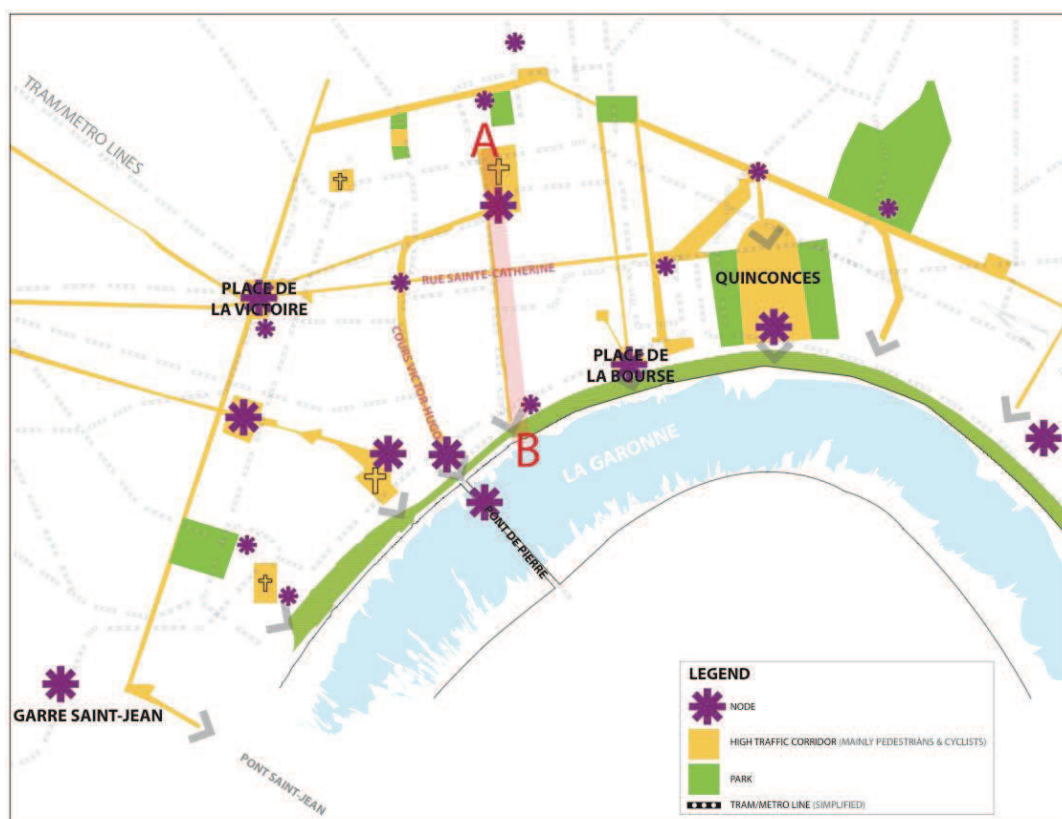 TRAM/METRO LINES
A
RUE SAINTE-CATHERINE
QUINCONCES
PLACE DE
LA VICTOIRE
COURS VICTOR-HUGO
PLACE DE
LA BOURSE
B
LA GARONNE
PONT DE PIERRE
GARRE SAINT-JEAN
PONT SAINT-JEAN
LEGEND
NODE
HIGH TRAFFIC CORRIDOR (MAINLY PEDESTRIANS & CYCLISTS)
PARK
TRAM/METRO LINE (SIMPLIFIED)